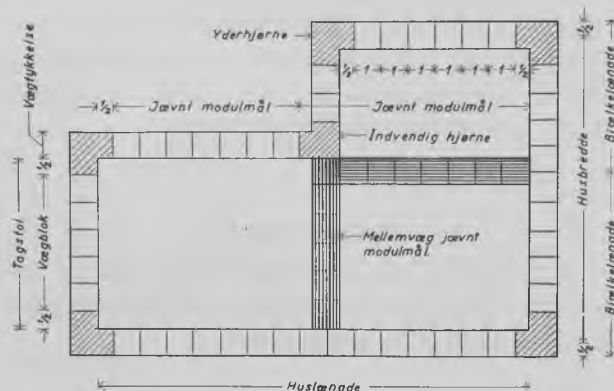 Yderhjørne
Vægtykkelse
½
½ 1 1 1 1 1 1 ½
½ Jævnt modulmål
Jævnt modulmål
Indvendig hjørne
Husbredde
Bjælkelængde
Bjælkelængde
½
Tagstol
½
Vægblok
½
Mellemvæg jævnt
modulmål.
½
Huslængde